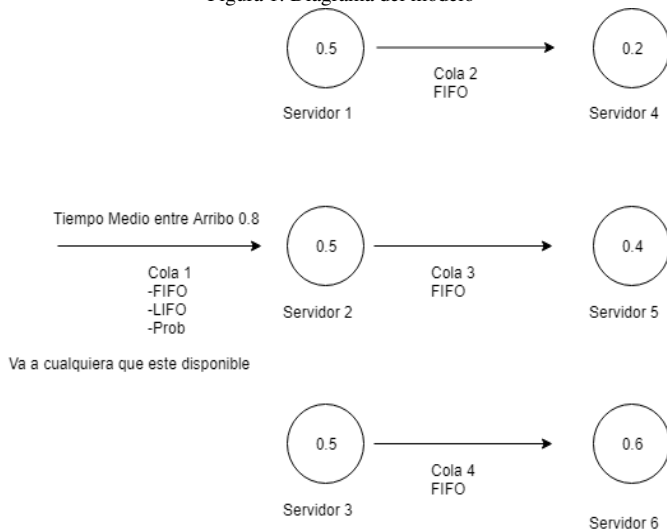 Figura 1: Diagrama del modelo
0.5
0.2
Cola 2
FIFO
Servidor 1
Servidor 4
Tiempo Medio entre Arribo 0.8
0.5
0.4
Cola 1
-FIFO
-LIFO
-Prob
Cola 3
FIFO
Servidor 2
Servidor 5
Va a cualquiera que este disponible
0.5
0.6
Cola 4
FIFO
Servidor 3
Servidor 6